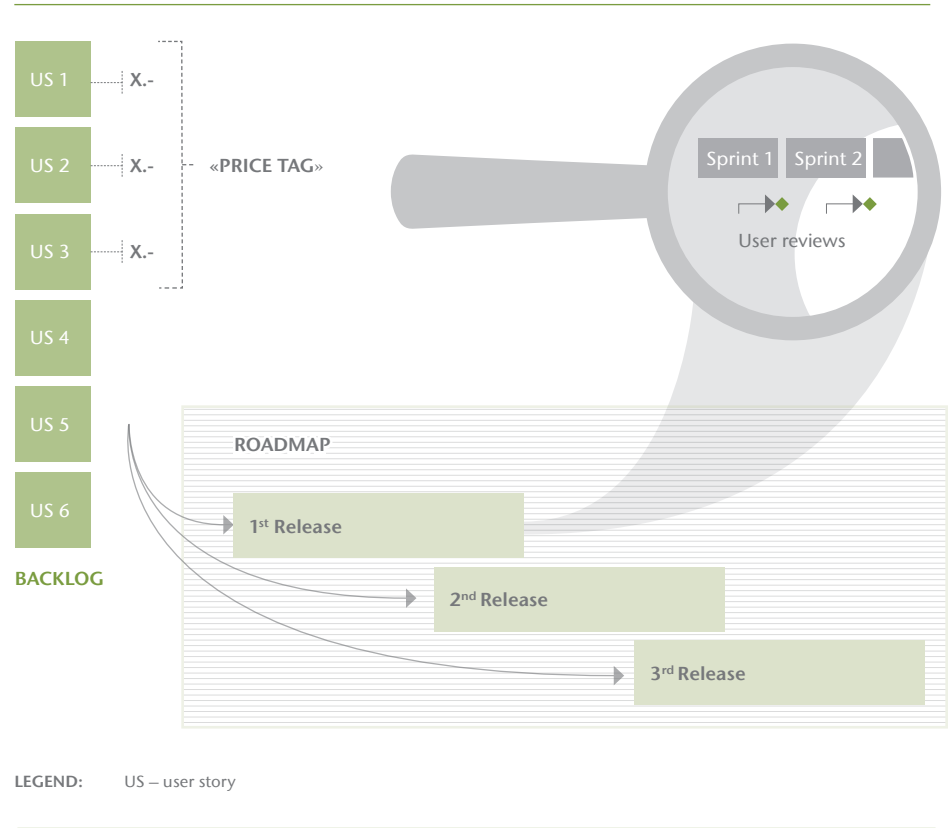 US 1
X.-
US 2
X.-
«PRICE TAG»
US 3
X.-
US 4
US 5
US 6
BACKLOG
Sprint 1
Sprint 2
User reviews
ROADMAP
1st Release
2nd Release
3rd Release
LEGEND: US – user story